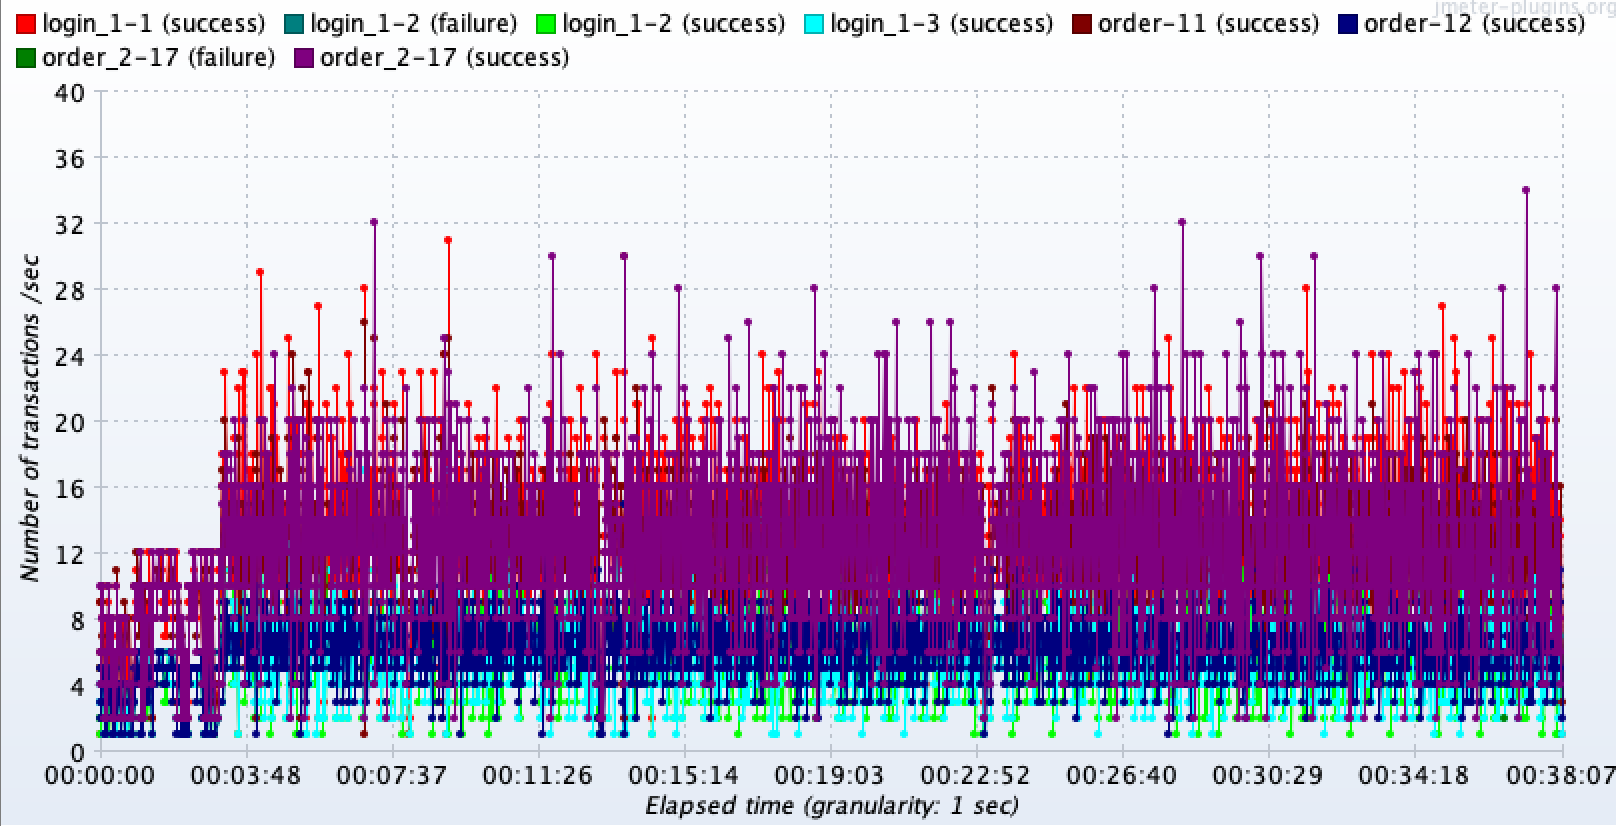 jmeter-plugins.org
login_1-1 (success) login_1-2 (failure) login_1-2 (success) login_1-3 (success) order-11 (success) order-12 (success)
order_2-17 (failure) order_2-17 (success)
40
36
32
28
24
20
16
12
8
4
0
Number of transactions /sec
00:00:00 00:03:48 00:07:37 00:11:26 00:15:14 00:19:03 00:22:52 00:26:40 00:30:29 00:34:18 00:38:07
Elapsed time (granularity: 1 sec)